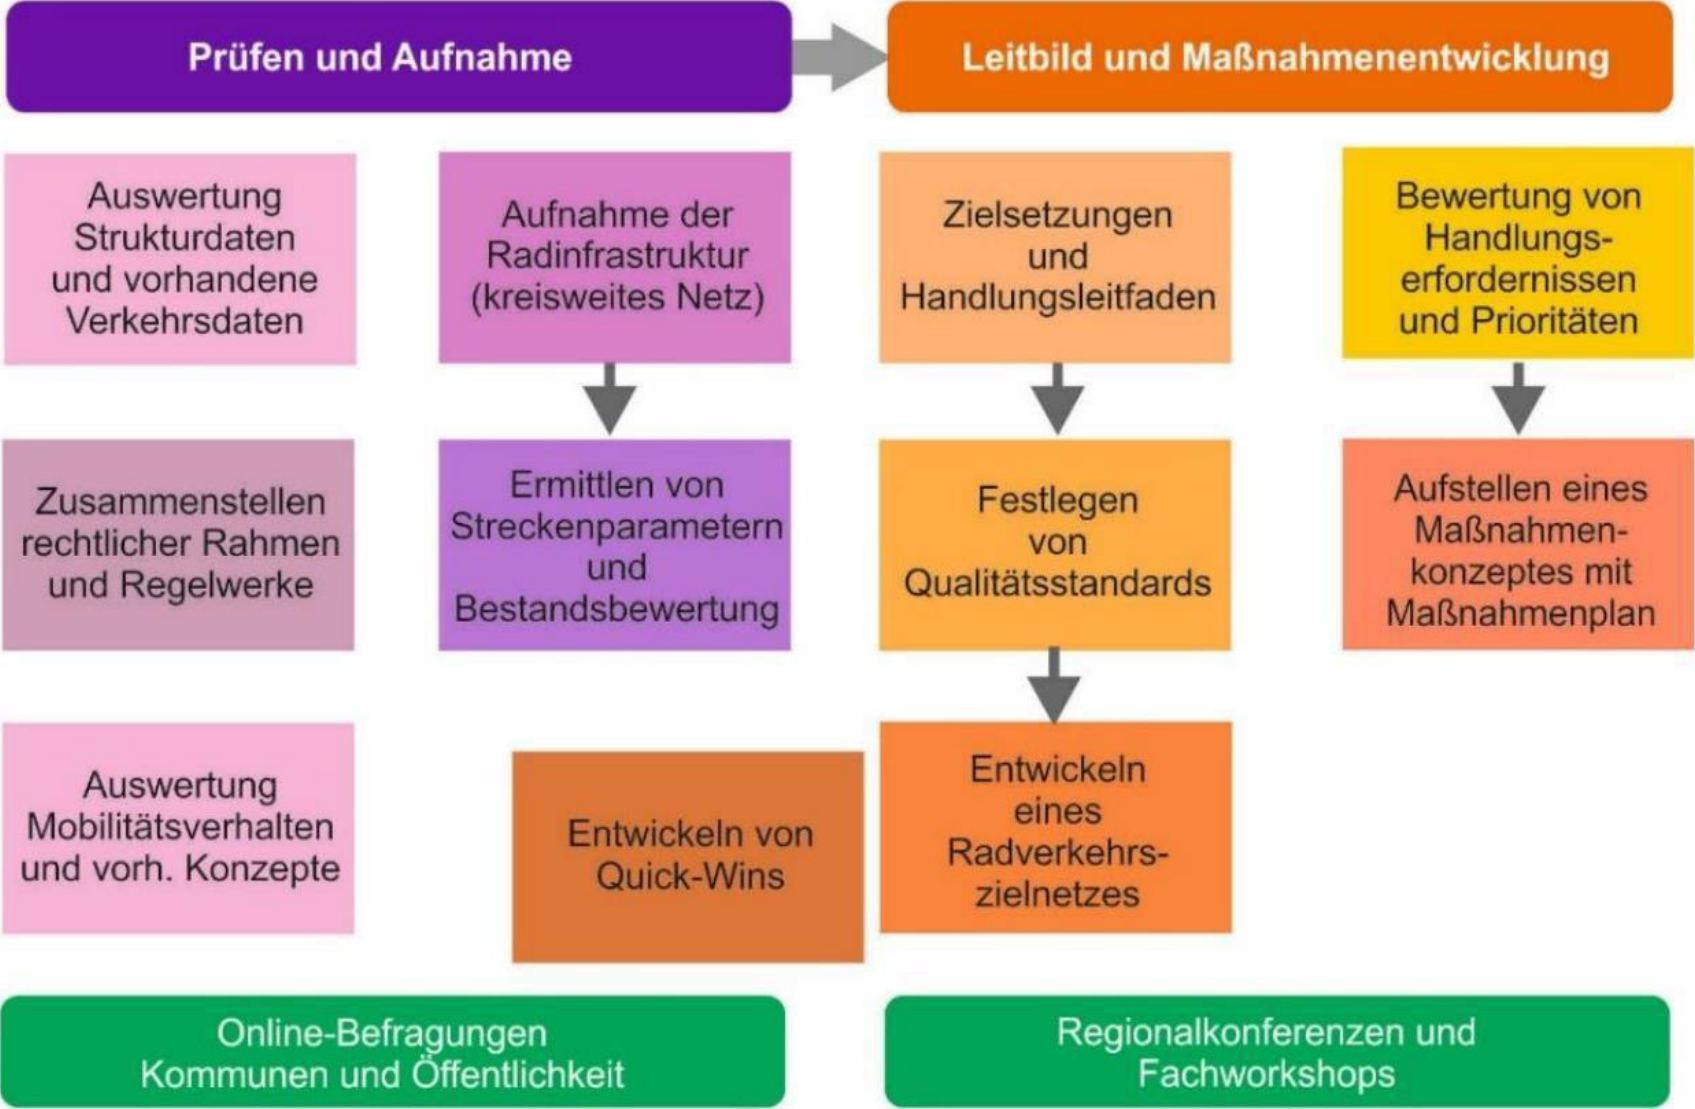 Prüfen und Aufnahme
Leitbild und Maßnahmenentwicklung
Auswertung
Strukturdaten
und vorhandene
Verkehrsdaten
Aufnahme der
Radinfrastruktur
(kreisweites Netz)
Zielsetzungen
und
Handlungsleitfaden
Bewertung von
Handlungs-
erfordernissen
und Prioritäten
Zusammenstellen
rechtlicher Rahmen
und Regelwerke
Ermittlen von
Streckenparametern
und
Bestandsbewertung
Festlegen
von
Qualitätsstandards
Aufstellen eines
Maßnahmen-
konzeptes mit
Maßnahmenplan
Auswertung
Mobilitätsverhalten
und vorh. Konzepte
Entwickeln von
Quick-Wins
Entwickeln
eines
Radverkehrs-
zielnetzes
Online-Befragungen
Kommunen und Öffentlichkeit
Regionalkonferenzen und
Fachworkshops